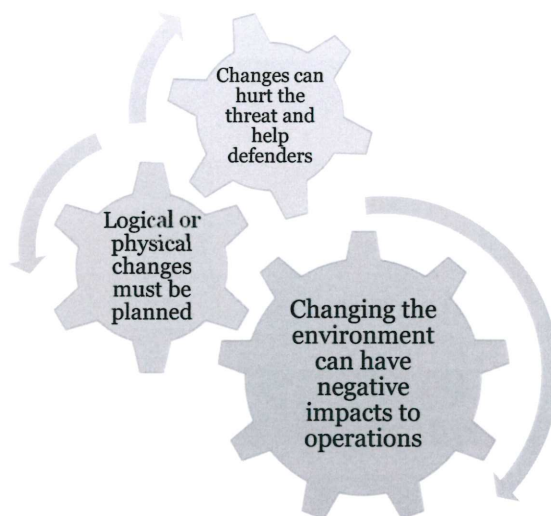 Changes can
hurt the
threat and
help
defenders
Logical or
physical
changes
must be
planned
Changing the
environment
can have
negative
impacts to
operations